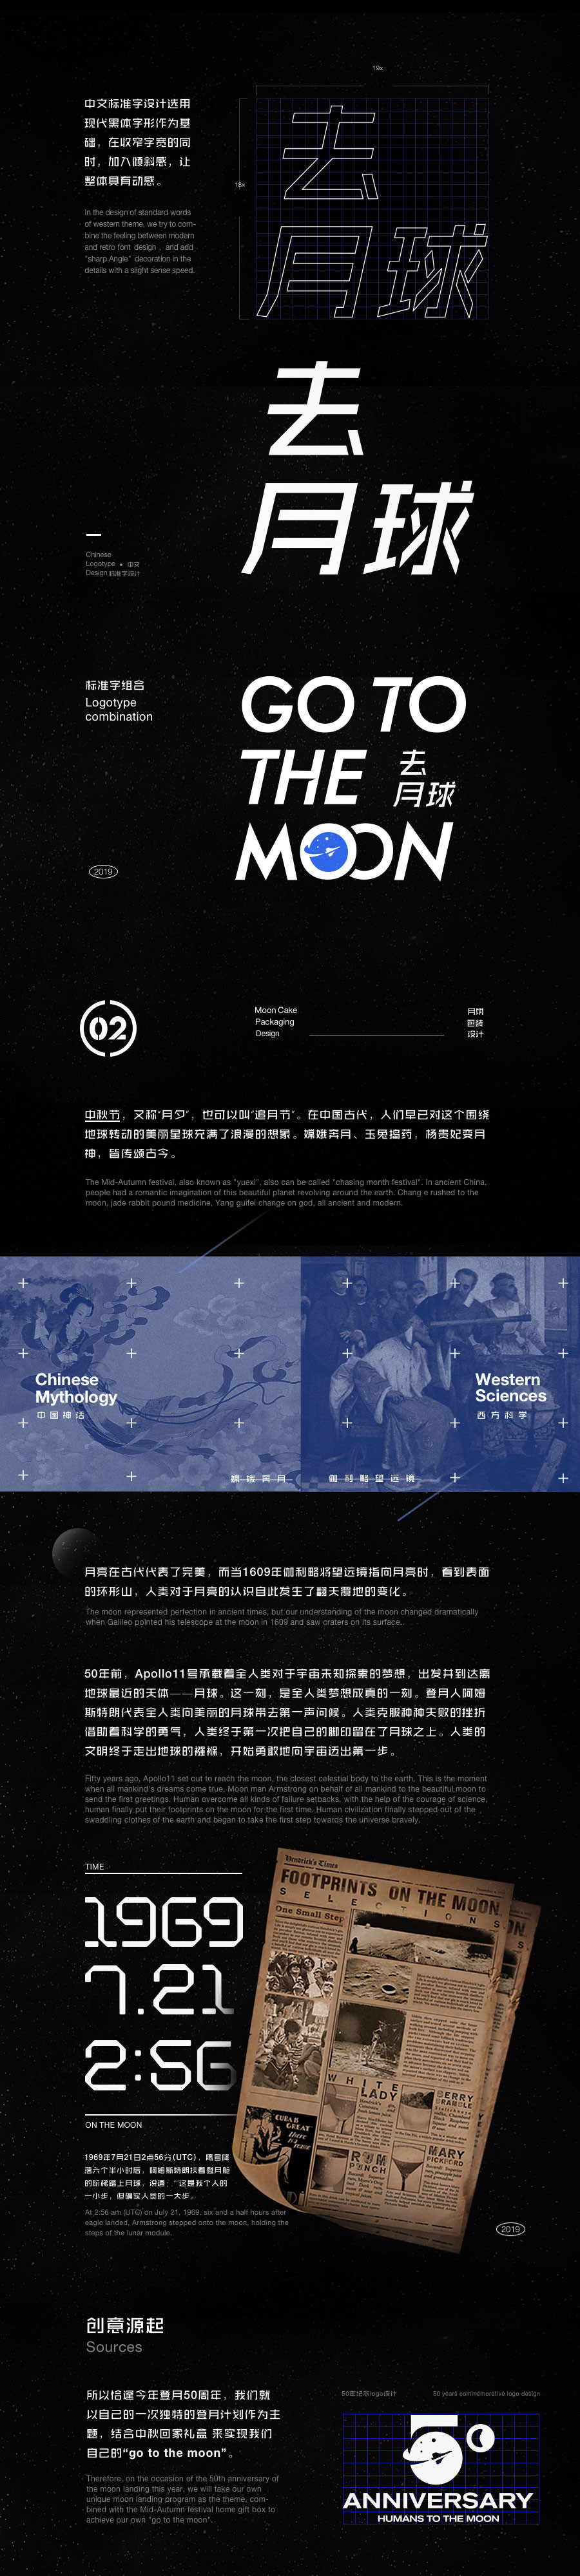 19x
中文标准字设计选用
现代黑体字形作为基
础，在收窄字宽的同
时，加入倾斜感，让
整体具有动感。
18x
In the design of standard words
of western theme, we try to com-
bine the feeling between modern
and retro font design , and add
"sharp Angle" decoration in the
details with a slight sense speed.
去
月球
去
月球
Chinese
Logotype • 中文
Design 标准字设计
标准字组合
Logotype
combination
GO TO
THE 去
月球
MOON
2019
02
Moon Cake
Packaging
Design
月饼
包装
设计
中秋节，又称“月夕”，也可以叫“追月节”。在中国古代，人们早已对这个围绕
地球转动的美丽星球充满了浪漫的想象。嫦娥奔月、玉兔捣药，杨贵妃变月
神，皆传颂古今。
The Mid-Autumn festival, also known as "yuexi", also can be called "chasing month festival". In ancient China,
people had a romantic imagination of this beautiful planet revolving around the earth. Chang e rushed to the
moon, jade rabbit pound medicine, Yang guifei change on god, all ancient and modern.
Chinese
Mythology
中国神话
Western
Sciences
西方科学
嫦娥奔月
伽利略望远镜
月亮在古代代表了完美，而当1609年伽利略将望远镜指向月亮时，看到表面
的环形山，人类对于月亮的认识自此发生了翻天覆地的变化。
The moon represented perfection in ancient times, but our understanding of the moon changed dramatically
when Galileo pointed his telescope at the moon in 1609 and saw craters on its surface..
50年前，Apollo11号承载着全人类对于宇宙未知探索的梦想，出发并到达离
地球最近的天体——月球。这一刻，是全人类梦想成真的一刻。登月人阿姆
斯特朗代表全人类向美丽的月球带去第一声问候。人类克服种种失败的挫折
借助着科学的勇气，人类终于第一次把自己的脚印留在了月球之上。人类的
文明终于走出地球的襁褓，开始勇敢地向宇宙迈出第一步。
Fifty years ago, Apollo11 set out to reach the moon, the closest celestial body to the earth. This is the moment
when all mankind's dreams come true. Moon man Armstrong on behalf of all mankind to the beautiful moon to
send the first greetings. Human overcome all kinds of failure setbacks, with the help of the courage of science,
human finally put their footprints on the moon for the first time. Human civilization finally stepped out of the
swaddling clothes of the earth and began to take the first step towards the universe bravely.
TIME
1969
7.21
2:56
ON THE MOON
Hendrick's Times
FOOTPRINTS ON THE MOON
SELECTIONS
One Small Step
WHITE
LADY
BERRY
BRAMBLE
CUBA IS GREAT
RUM
PUNCH
MARY
PICKFORD
1969年7月21日2点56分(UTC)，鹰号降
落六个半小时后，阿姆斯特朗扶着登月舱
的阶梯踏上月球，说道：“这是我个人的
一小步，但确实人类的一大步。
At 2:56 am (UTC) on July 21, 1969, six and a half hours after
eagle landed, Armstrong stepped onto the moon, holding the
steps of the lunar module.
2019
创意源起
Sources
所以恰逢今年登月50周年，我们就
以自己的一次独特的登月计划作为主
题，结合中秋回家礼盒 来实现我们
自己的“go to the moon”。
Therefore, on the occasion of the 50th anniversary of
the moon landing this year, we will take our own
unique moon landing program as the theme, com-
bined with the Mid-Autumn festival home gift box to
achieve our own "go to the moon".
50年纪念logo设计
50 years commemorative logo design
50
ANNIVERSARY
HUMANS TO THE MOON